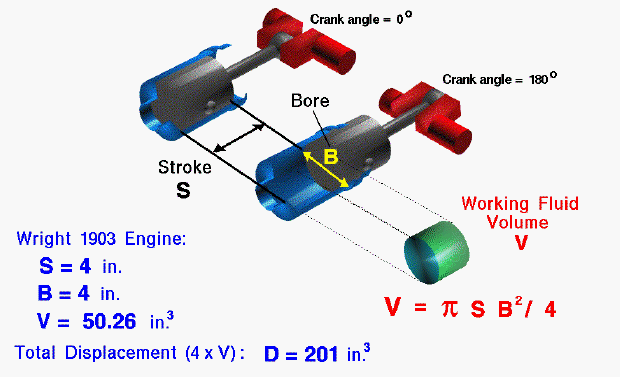 Crank angle = 0°
Crank angle = 180°
Bore
B
Stroke
S
Working Fluid
Volume
V
Wright 1903 Engine:
S = 4 in.
B = 4 in.
V = 50.26 in.³
V = π S B²/ 4
Total Displacement (4 x V) : D = 201 in.³